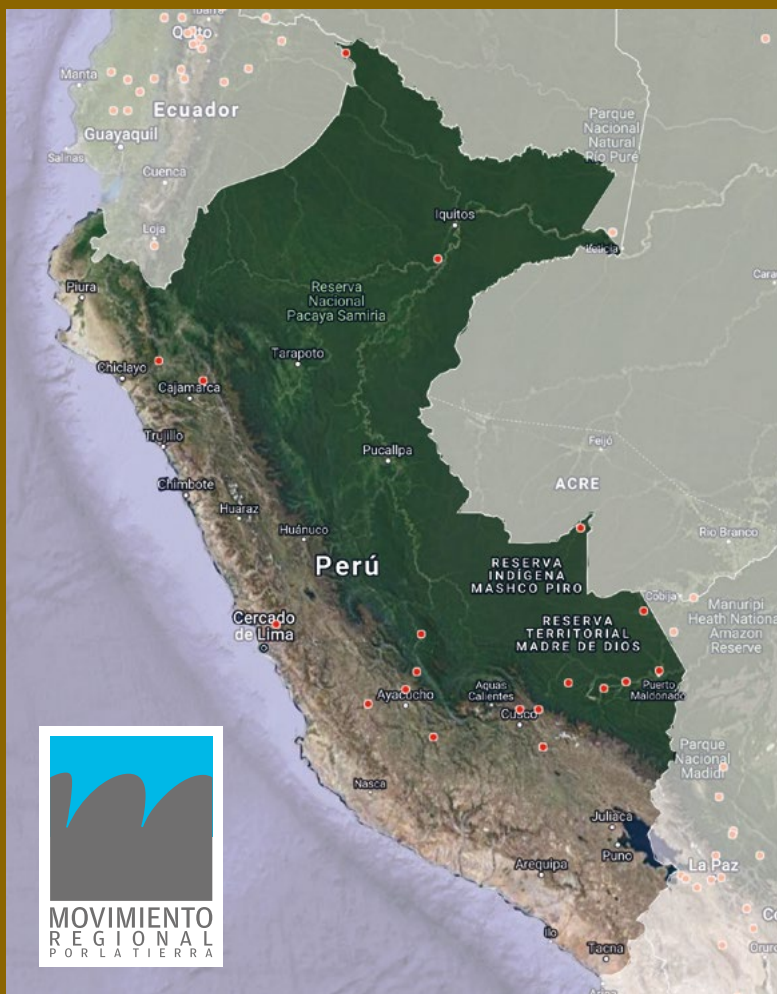 Ibarra
Quito
Manta
Ecuador
Guayaquil
Salinas
Cuenca
Loja
Parque
Nacional
Natural
Río Puré
Iquitos
Leticia
Piura
Reserva
Nacional
Pacaya Samiria
Tarapoto
Chiclayo
Cajamarca
Trujillo
Pucallpa
Feijó
Chimbote
ACRE
Huaraz
Huánuco
Rio Branco
Perú
RESERVA
INDÍGENA
MASHCO PIRO
Cobija
Manuripi
Heath National
Amazon
Reserve
Cercado
de Lima
RESERVA
TERRITORIAL
MADRE DE DIOS
Ayacucho
Aguas
Calientes
Cusco
Puerto
Maldonado
Parque
Nacional
Madidi
Nasca
Juliaca
Puno
La Paz
Arequipa
Ilo
Tacna
MOVIMIENTO
REGIONAL
POR LA TIERRA